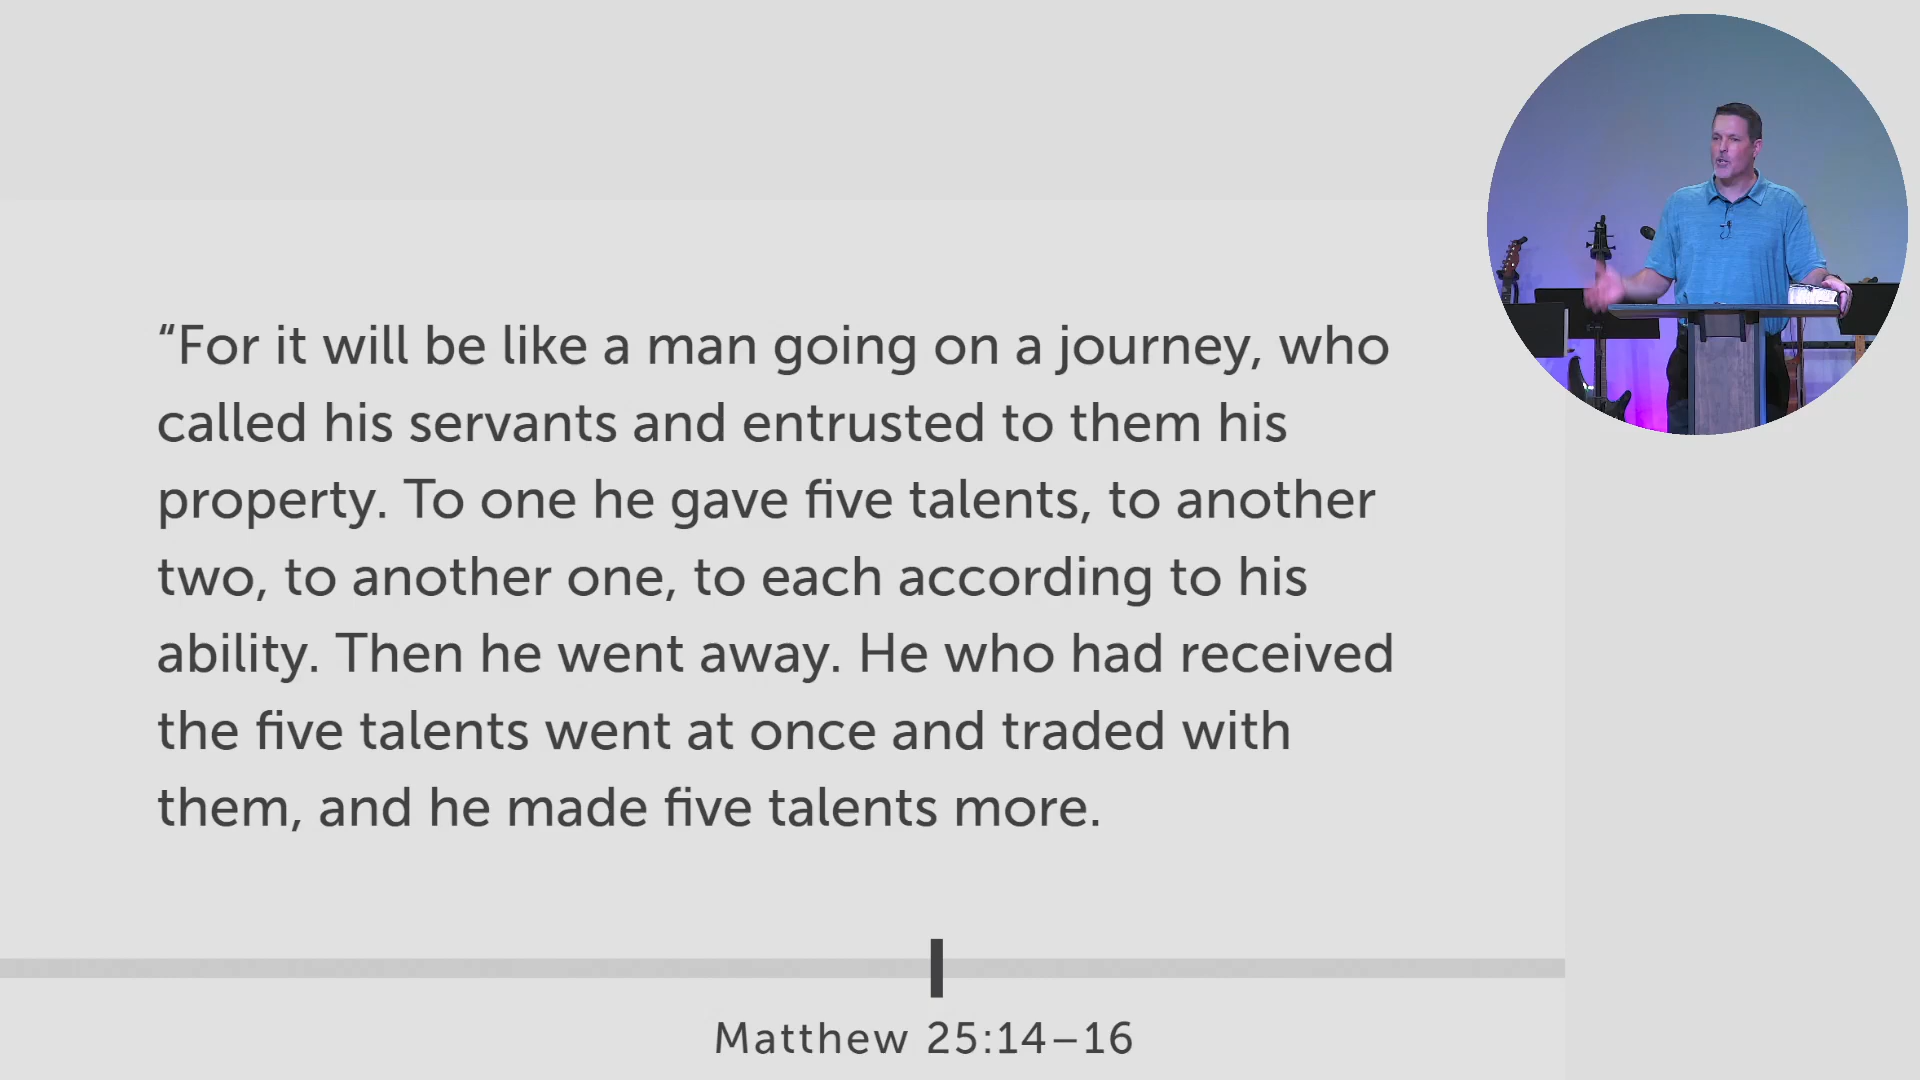 “For it will be like a man going on a journey, who
called his servants and entrusted to them his
property. To one he gave five talents, to another
two, to another one, to each according to his
ability. Then he went away. He who had received
the five talents went at once and traded with
them, and he made five talents more.
Matthew 25:14–16